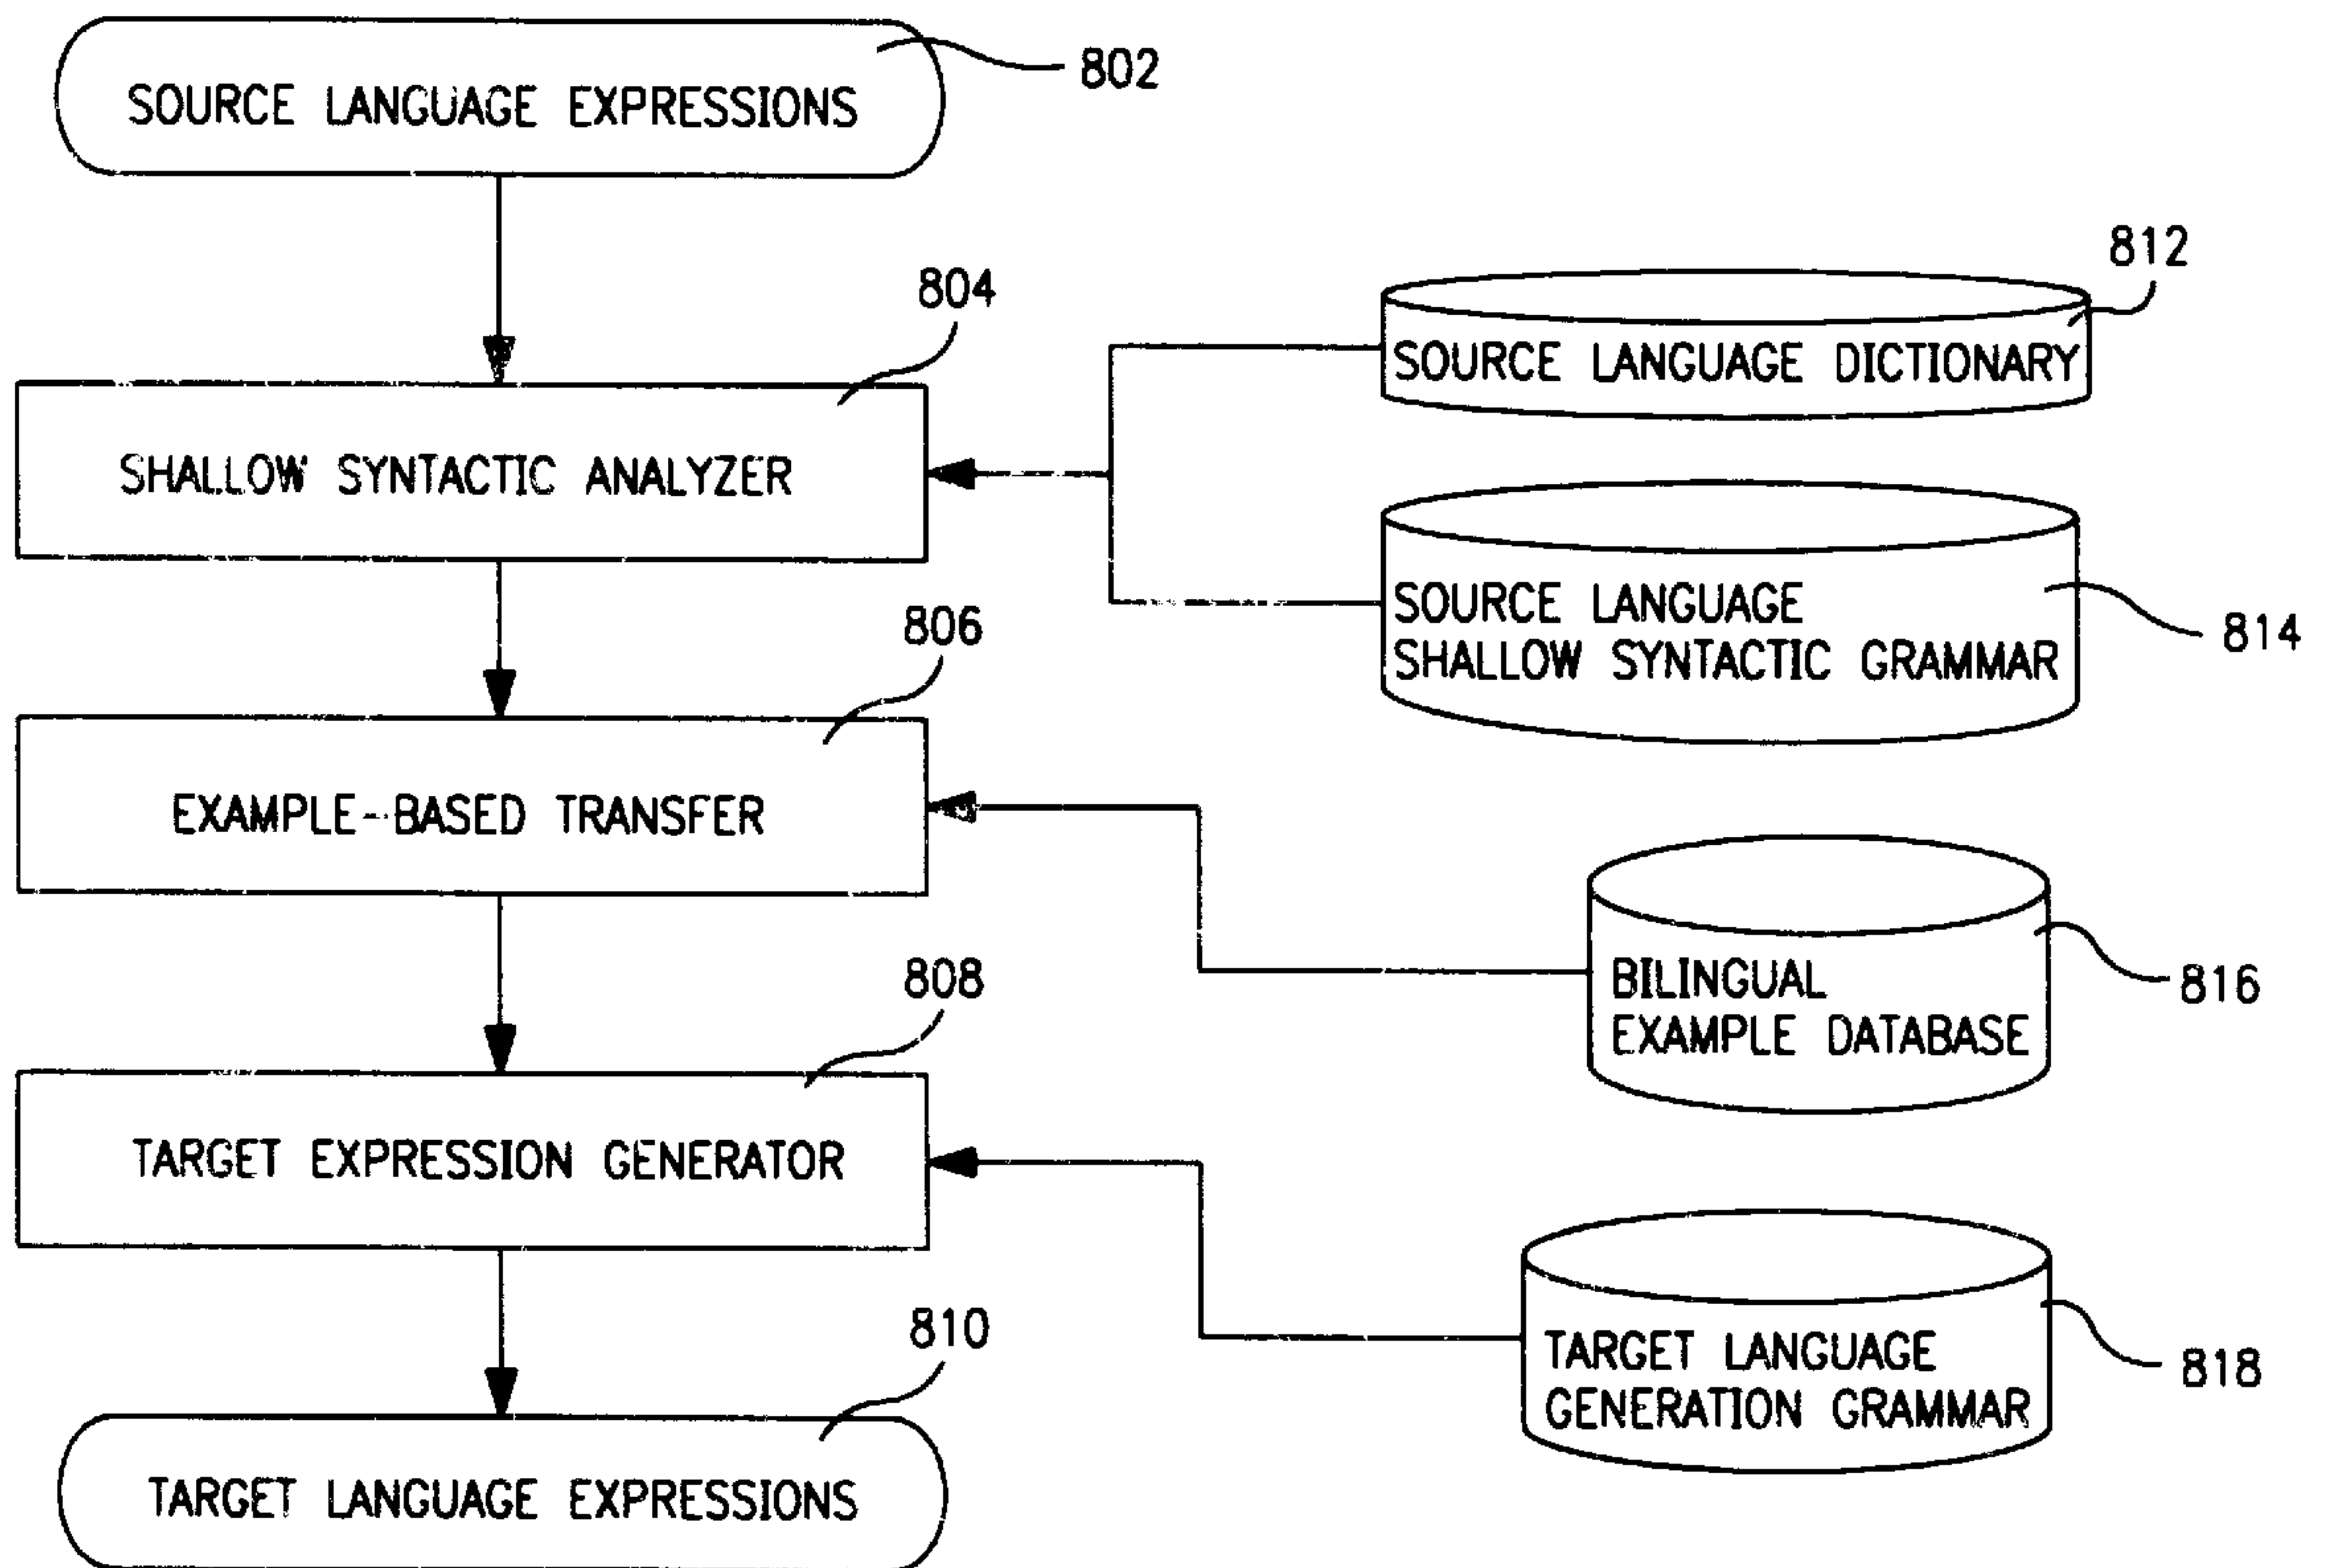 SOURCE LANGUAGE EXPRESSIONS
802
804
SHALLOW SYNTACTIC ANALYZER
812
SOURCE LANGUAGE DICTIONARY
SOURCE LANGUAGE
SHALLOW SYNTACTIC GRAMMAR
814
806
EXAMPLE-BASED TRANSFER
BILINGUAL
EXAMPLE DATABASE
816
808
TARGET EXPRESSION GENERATOR
TARGET LANGUAGE
GENERATION GRAMMAR
818
810
TARGET LANGUAGE EXPRESSIONS